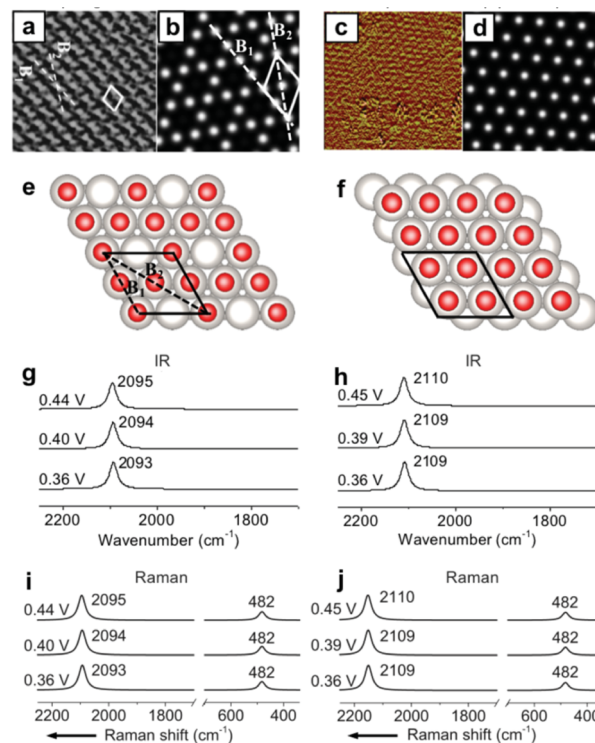 a
b
c
d
B₁
B₂
B₁
B₂
e
f
B₂
B₁
g
IR
h
IR
0.44 V
2095
0.45 V
2110
0.40 V
2094
0.39 V
2109
0.36 V
2093
0.36 V
2109
2200 2000 1800
2200 2000 1800
Wavenumber (cm⁻¹)
Wavenumber (cm⁻¹)
i
Raman
j
Raman
0.44 V
2095
482
0.45 V
2110
482
0.40 V
2094
482
0.39 V
2109
482
0.36 V
2093
482
0.36 V
2109
482
2200 2000 1800 600 400
2200 2000 1800 600 400
Raman shift (cm⁻¹)
Raman shift (cm⁻¹)